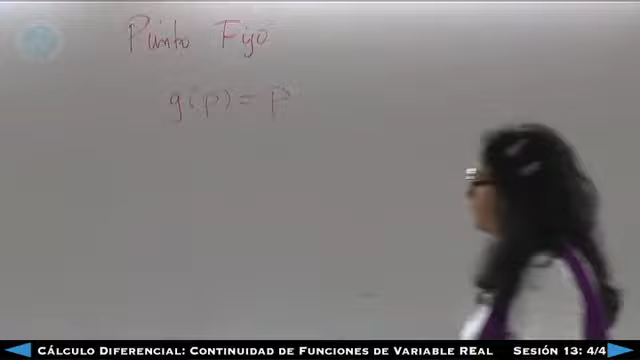 Punto Fijo
g(p) = p
Cálculo Diferencial: Continuidad de Funciones de Variable REal Sesión 13: 4/4